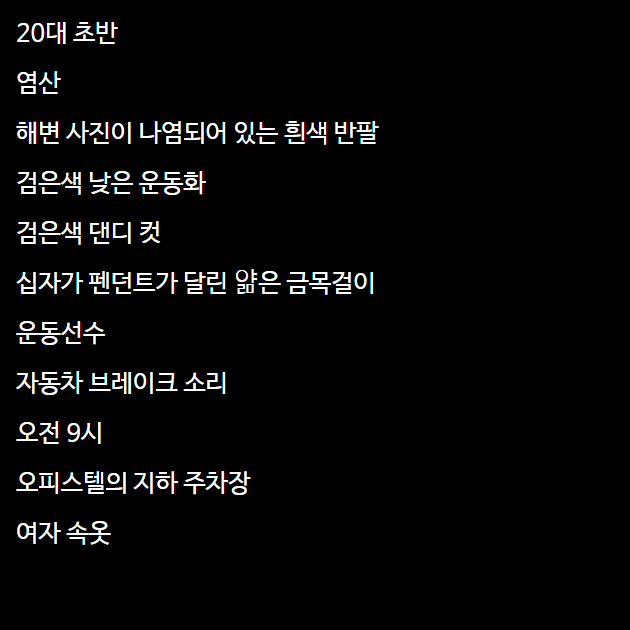 20대 초반
염산
해변 사진이 나염되어 있는 흰색 반팔
검은색 낮은 운동화
검은색 댄디 컷
십자가 펜던트가 달린 얇은 금목걸이
운동선수
자동차 브레이크 소리
오전 9시
오피스텔의 지하 주차장
여자 속옷